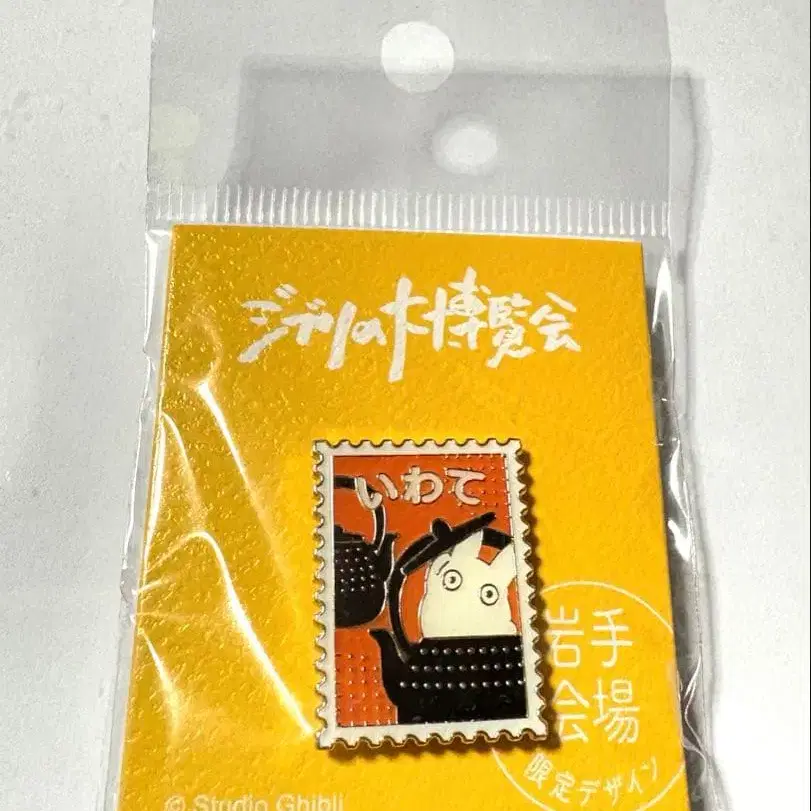 ジブリの大博覧会
いわて
岩手
会場
限定デザイン
© Studio Ghibli